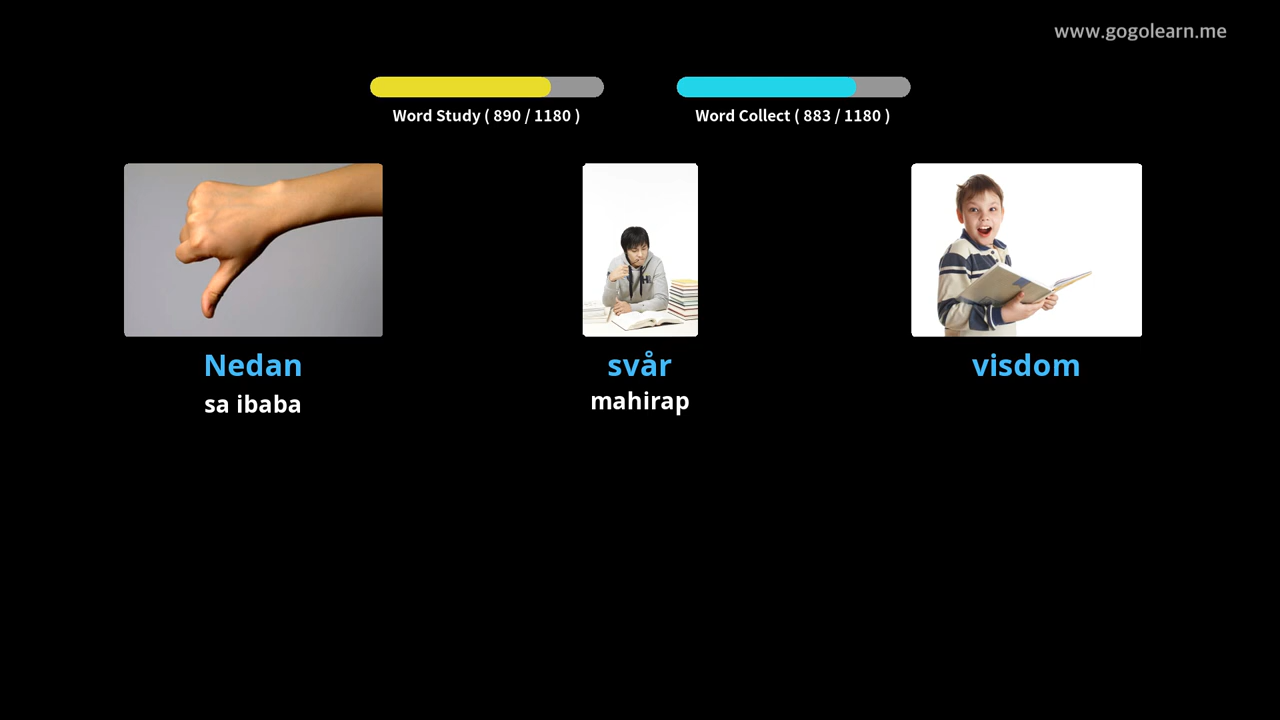 www.gogolearn.me
Word Study ( 890 / 1180 )
Word Collect ( 883 / 1180 )
Nedan
sa ibaba
svår
mahirap
visdom